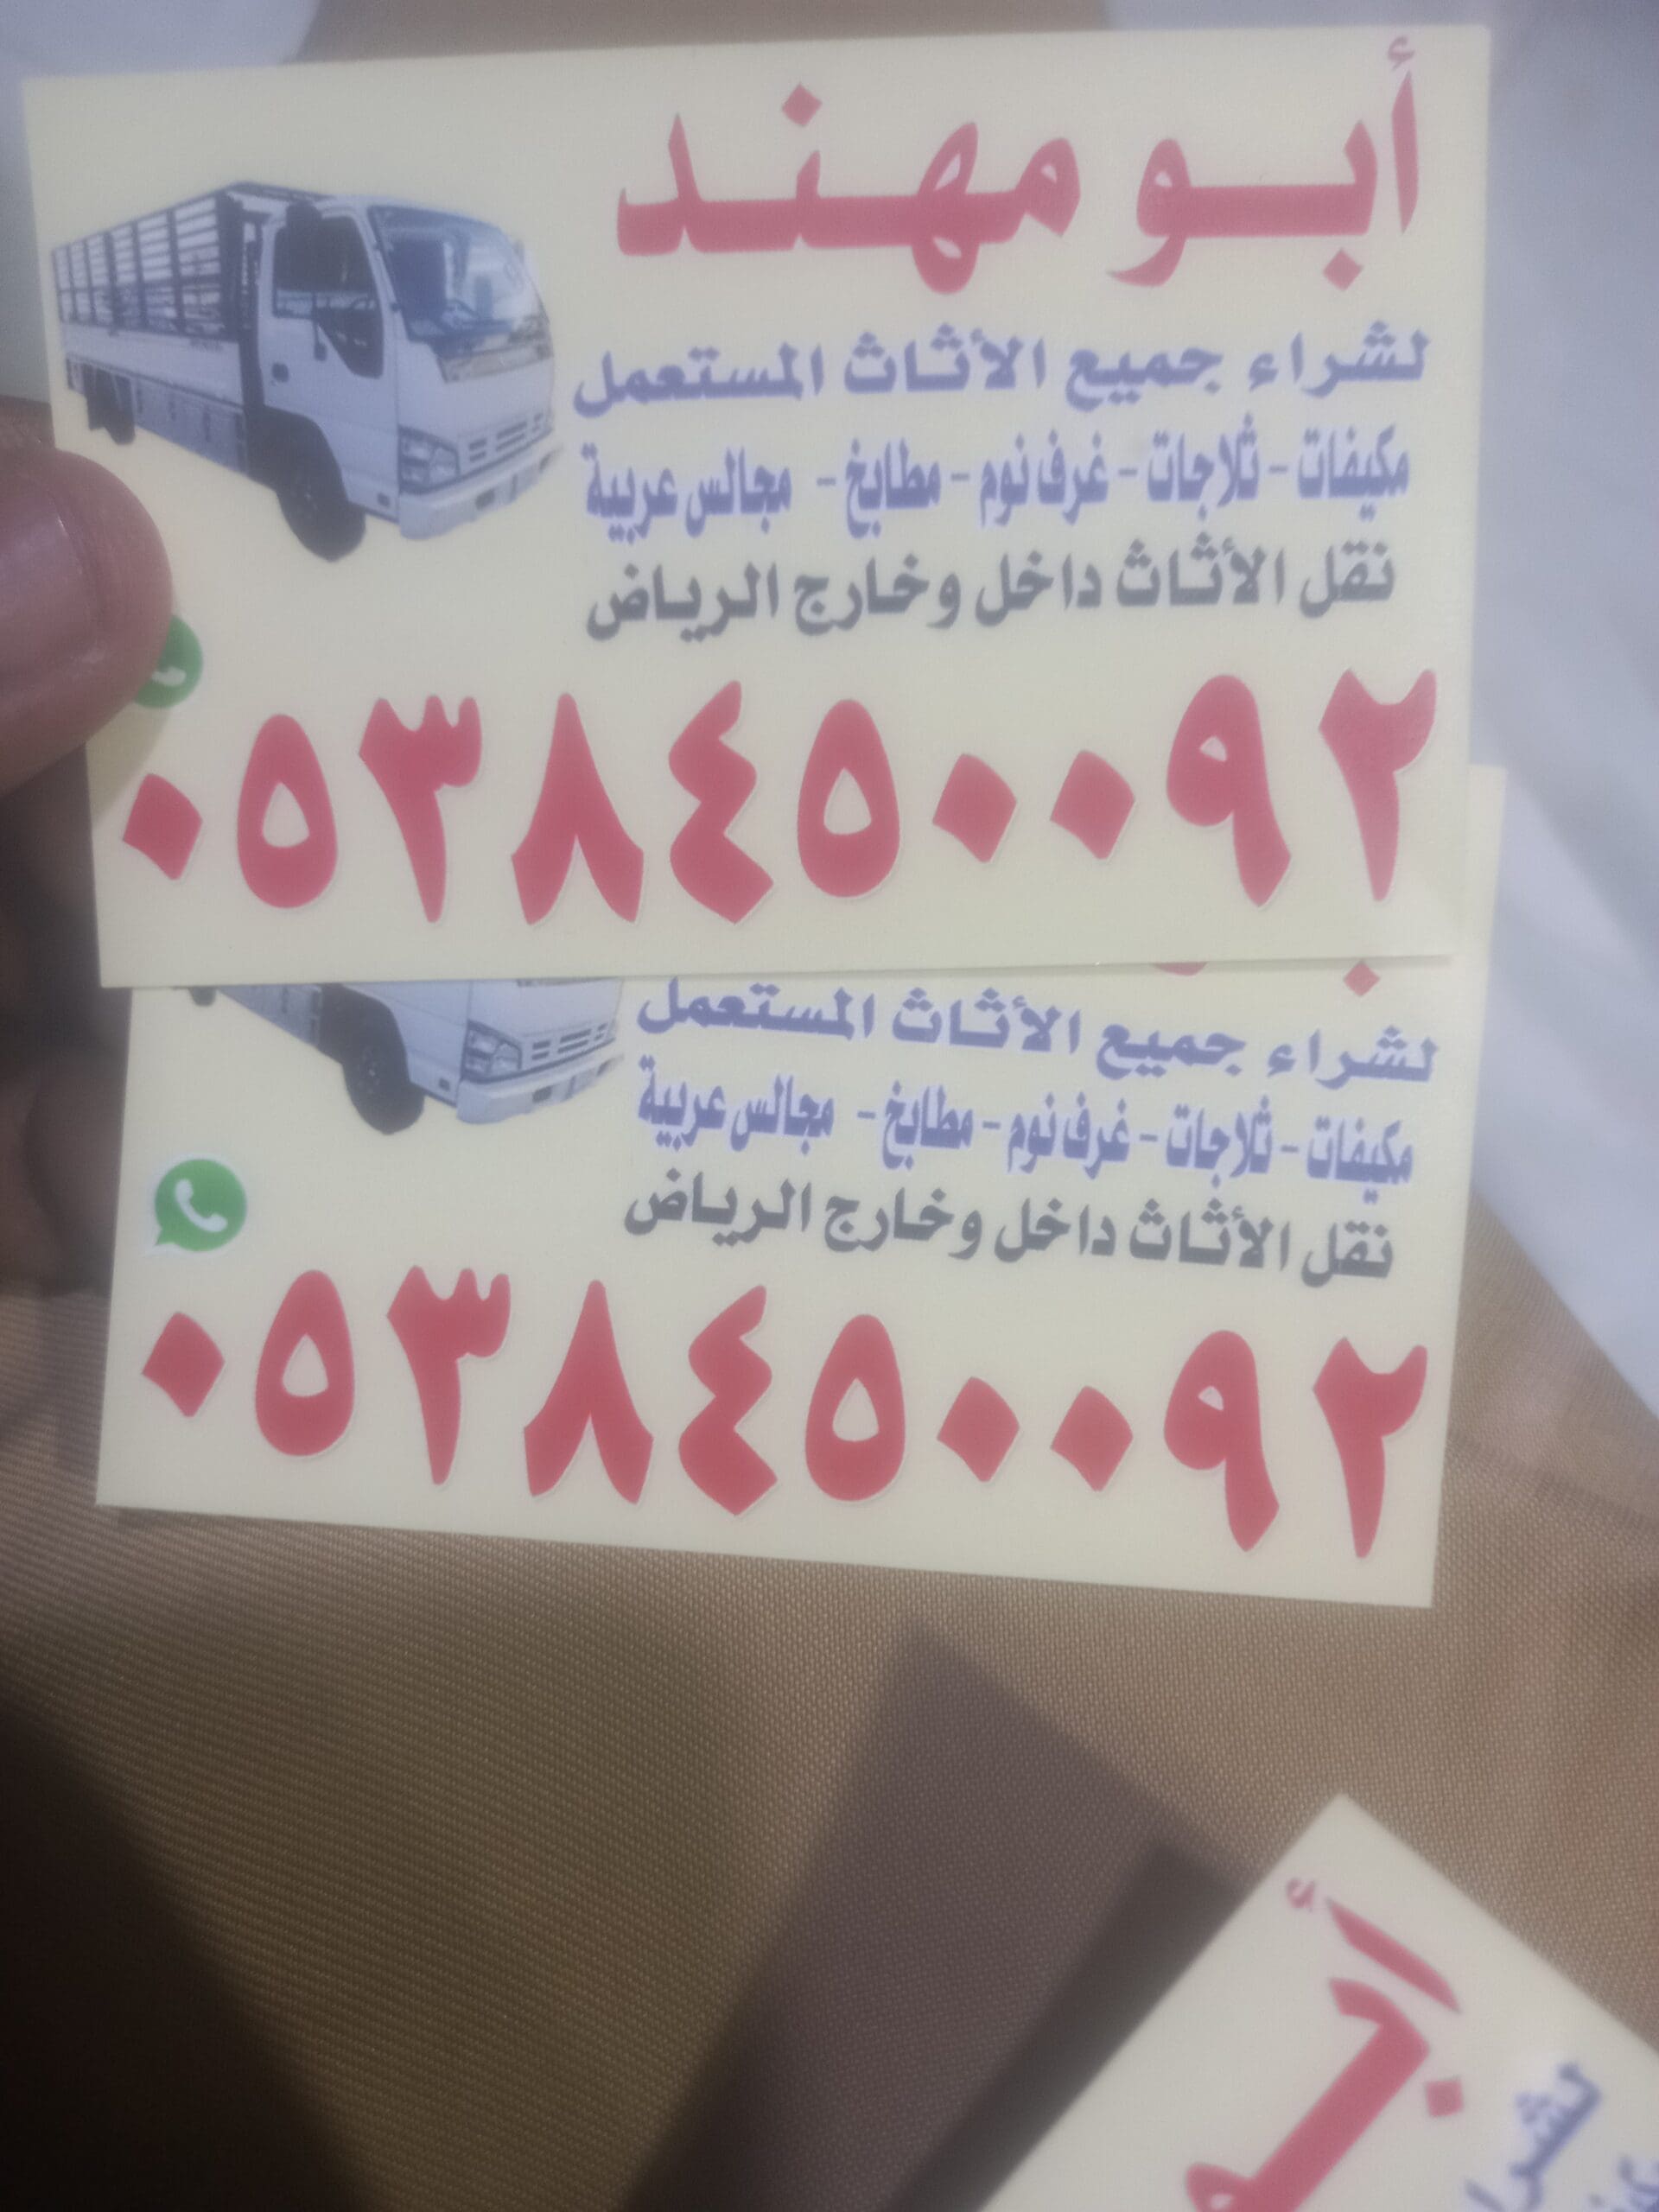 أبو مهند
لشراء جميع الأثاث المستعمل
مكيفات - ثلاجات - غرف نوم - مطابخ - مجالس عربية
نقل الأثاث داخل وخارج الرياض
٠٥٣٨٤٥٠٠٩٢
لشراء جميع الأثاث المستعمل
مكيفات - ثلاجات - غرف نوم - مطابخ - مجالس عربية
نقل الأثاث داخل وخارج الرياض
٠٥٣٨٤٥٠٠٩٢
أبو